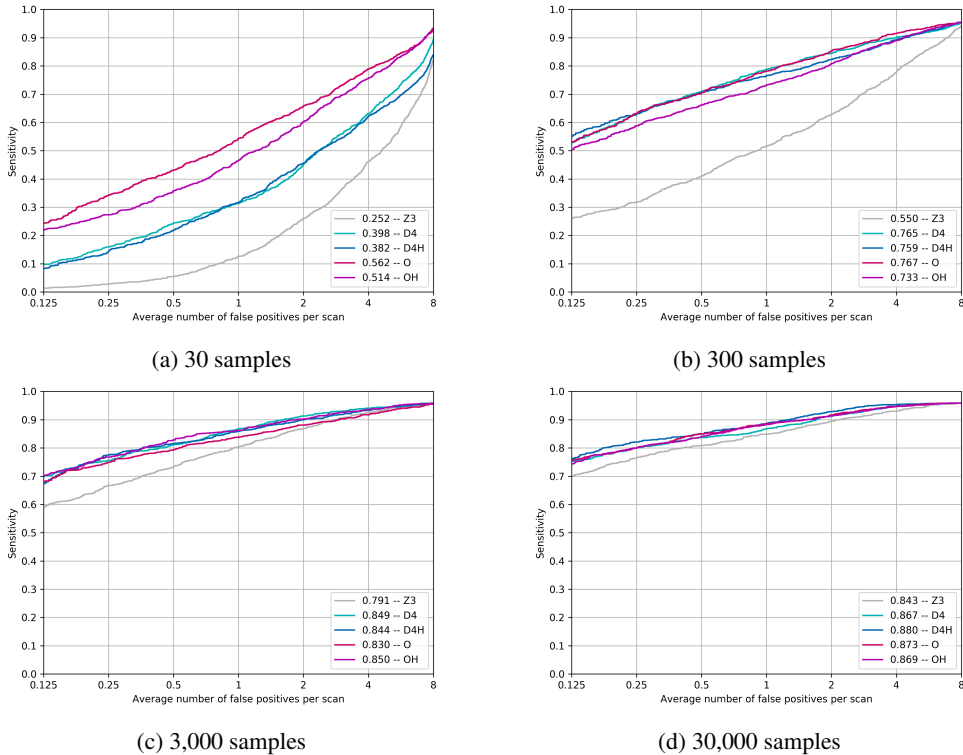 1.0
0.9
0.8
0.7
0.6
0.5
0.4
0.3
0.2
0.1
0.0
Sensitivity
0.252 -- Z3
0.398 -- D4
0.382 -- D4H
0.562 -- O
0.514 -- OH
0.125 0.25 0.5 1 2 4 8
Average number of false positives per scan
(a) 30 samples
1.0
0.9
0.8
0.7
0.6
0.5
0.4
0.3
0.2
0.1
0.0
Sensitivity
0.550 -- Z3
0.765 -- D4
0.759 -- D4H
0.767 -- O
0.733 -- OH
0.125 0.25 0.5 1 2 4 8
Average number of false positives per scan
(b) 300 samples
1.0
0.9
0.8
0.7
0.6
0.5
0.4
0.3
0.2
0.1
0.0
Sensitivity
0.791 -- Z3
0.849 -- D4
0.844 -- D4H
0.830 -- O
0.850 -- OH
0.125 0.25 0.5 1 2 4 8
Average number of false positives per scan
(c) 3,000 samples
1.0
0.9
0.8
0.7
0.6
0.5
0.4
0.3
0.2
0.1
0.0
Sensitivity
0.843 -- Z3
0.867 -- D4
0.880 -- D4H
0.873 -- O
0.869 -- OH
0.125 0.25 0.5 1 2 4 8
Average number of false positives per scan
(d) 30,000 samples